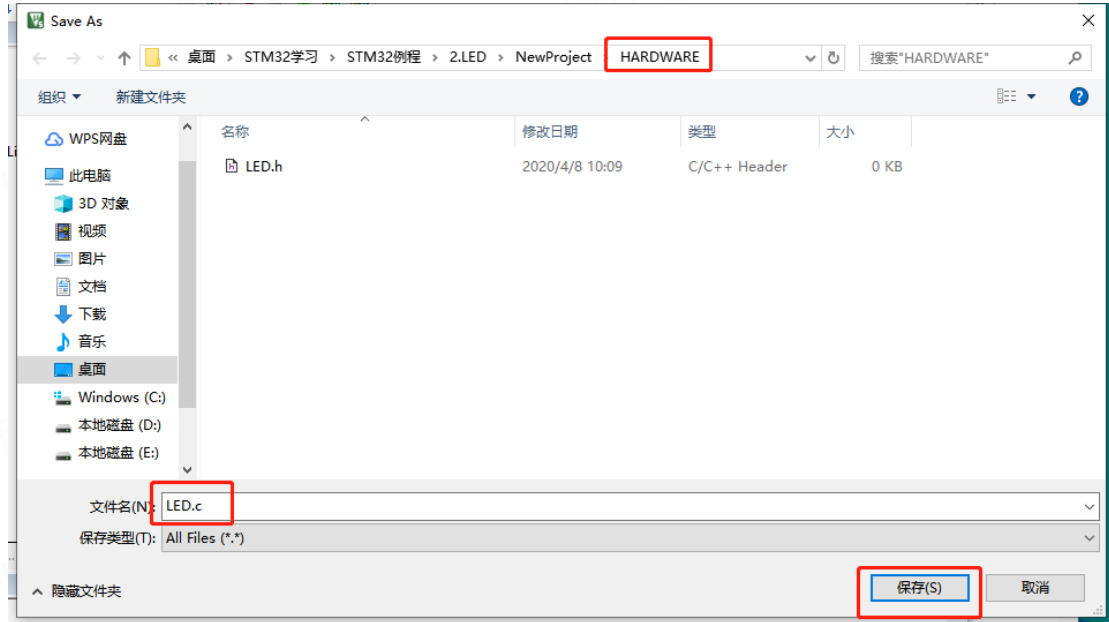 Save As
« 桌面 › STM32学习 › STM32例程 › 2.LED › NewProject › HARDWARE
搜索"HARDWARE"
组织
新建文件夹
名称 修改日期 类型 大小
WPS网盘
LED.h 2020/4/8 10:09 C/C++ Header 0 KB
此电脑
3D 对象
视频
图片
文档
下载
音乐
桌面
Windows (C:)
本地磁盘 (D:)
本地磁盘 (E:)
文件名(N): LED.c
保存类型(T): All Files (*.*)
隐藏文件夹
保存(S)
取消